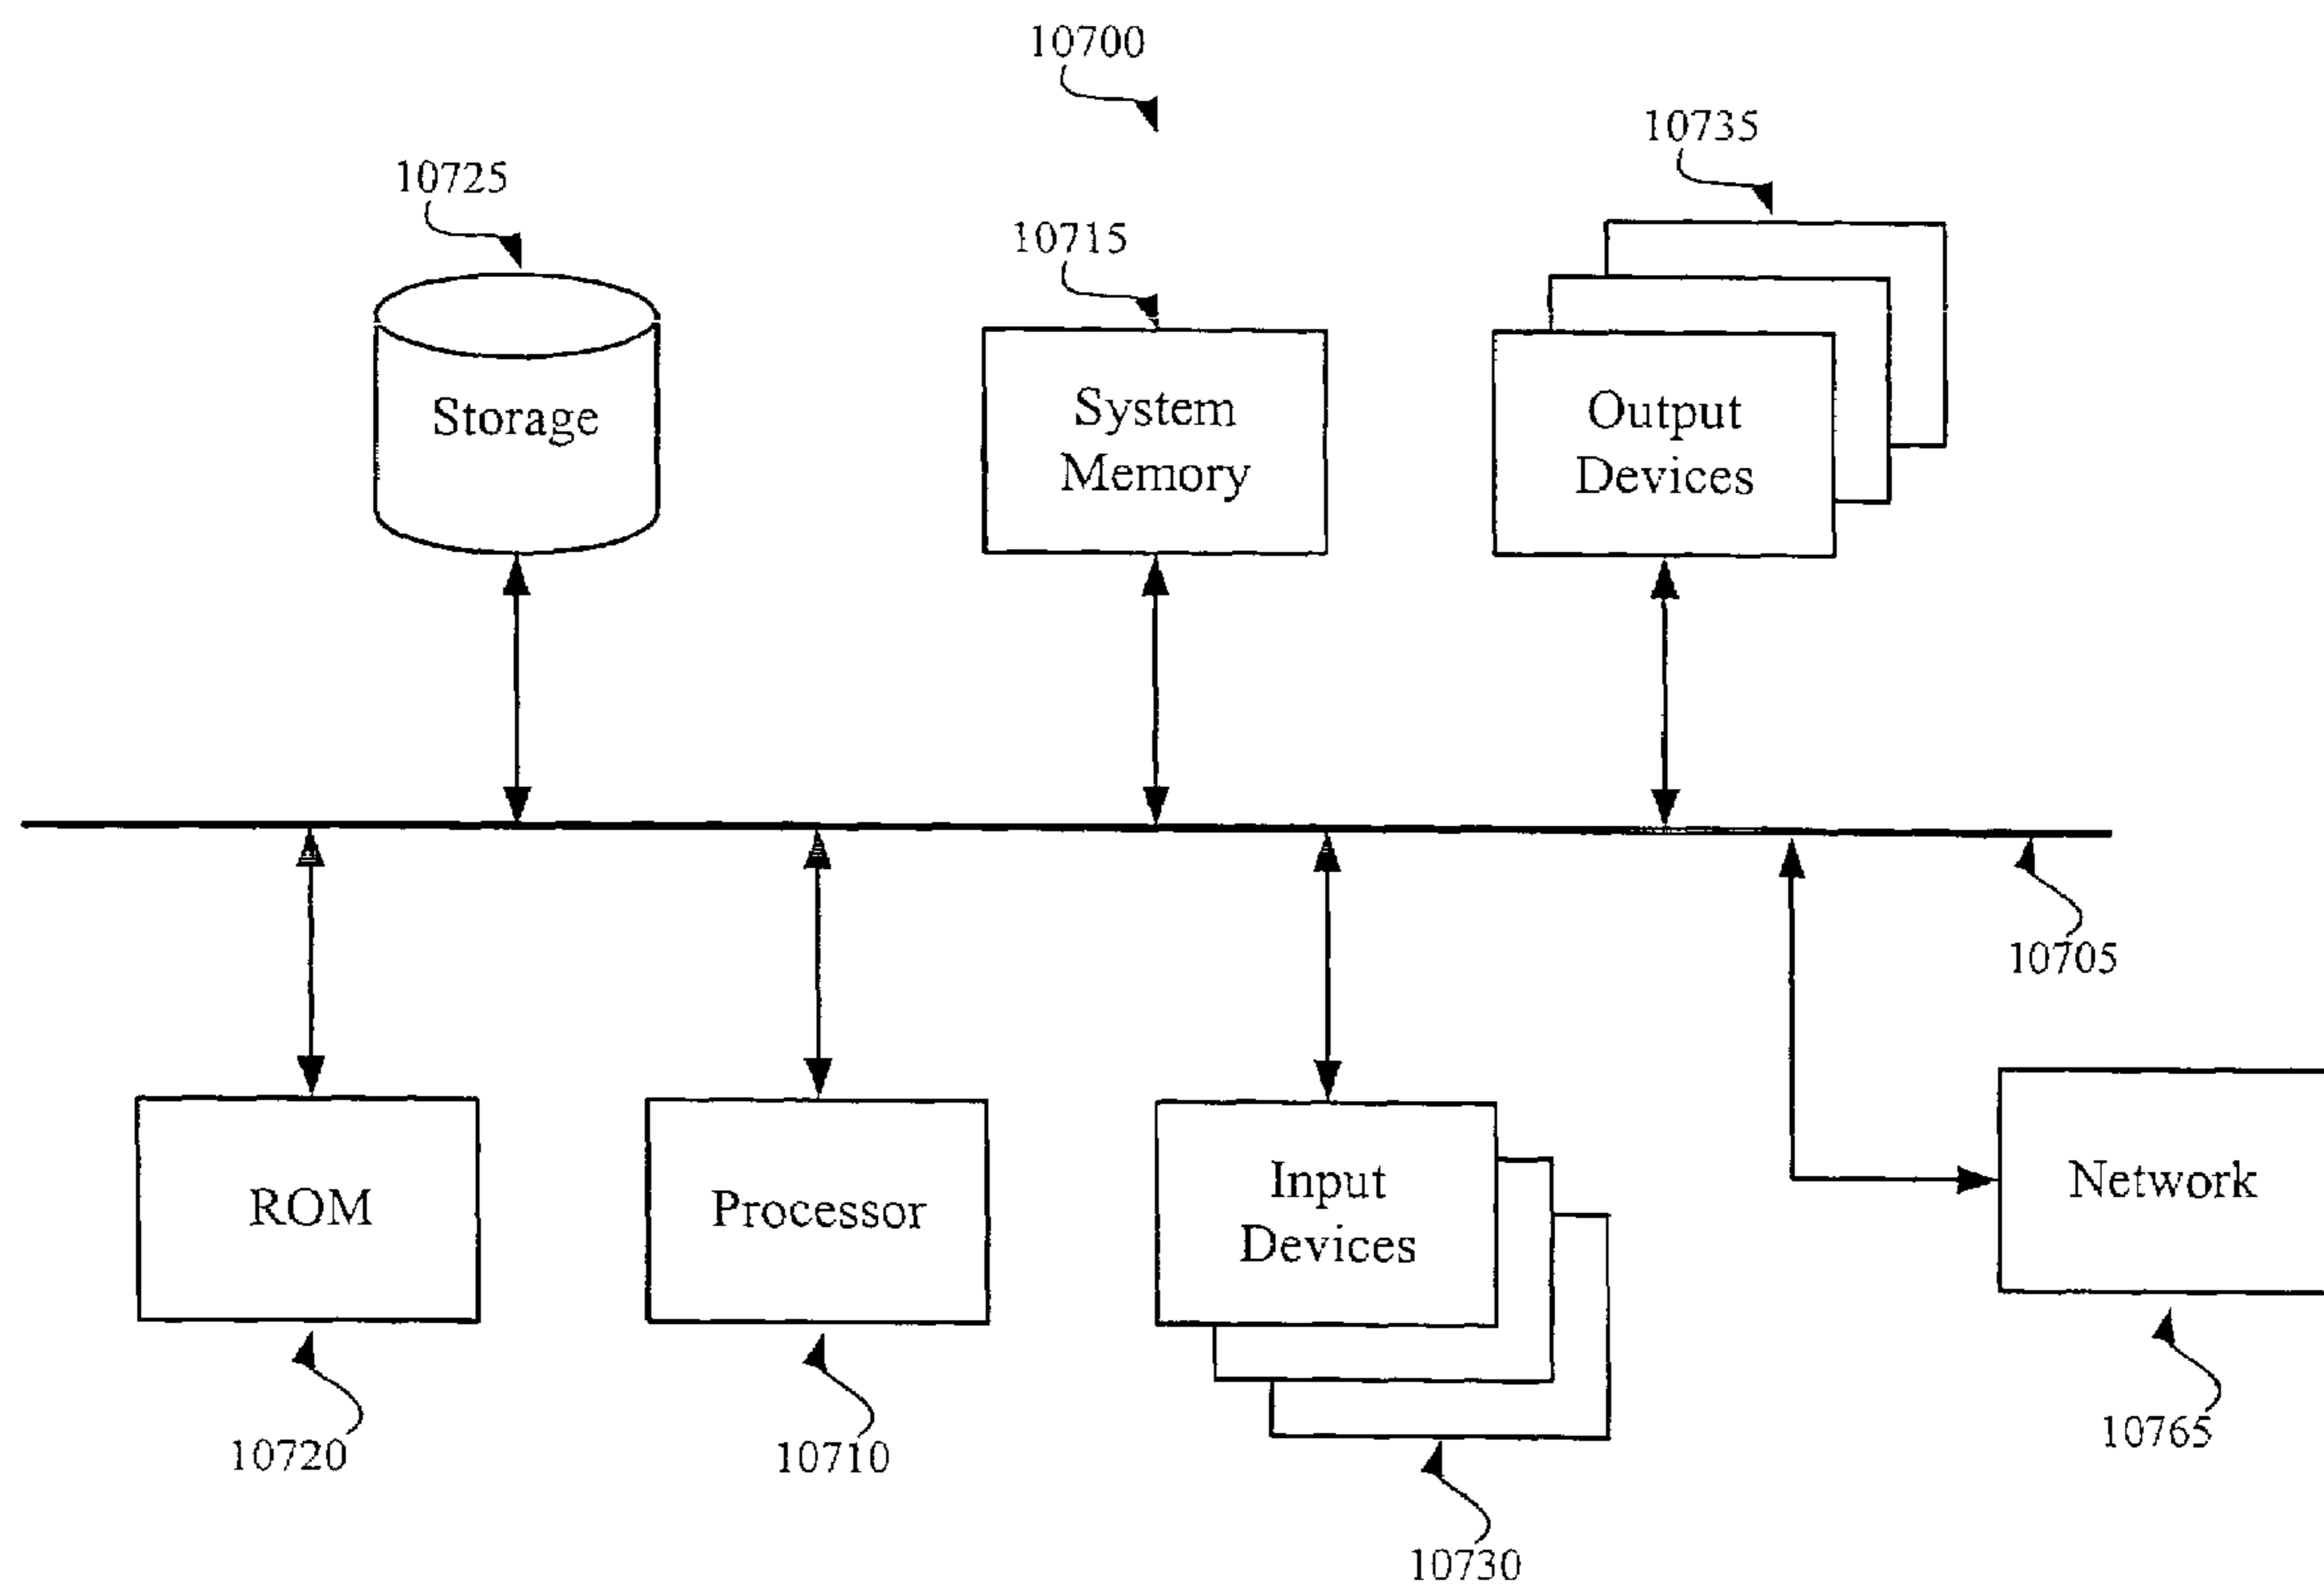 10700
10735
10725
10715
Storage
System
Memory
Output
Devices
10705
ROM
Processor
Input
Devices
Network
10720
10710
10765
10730